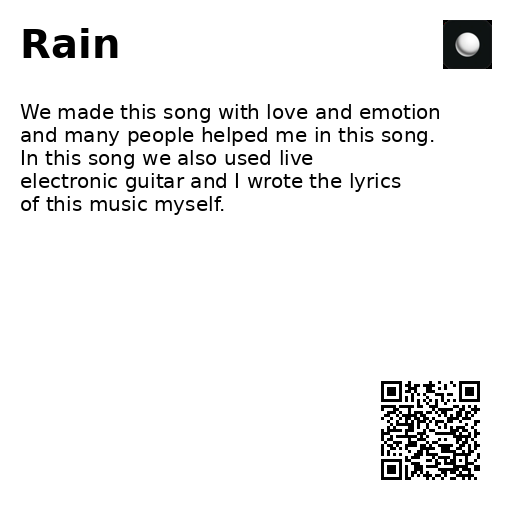 Rain
We made this song with love and emotion
and many people helped me in this song.
In this song we also used live
electronic guitar and I wrote the lyrics
of this music myself.